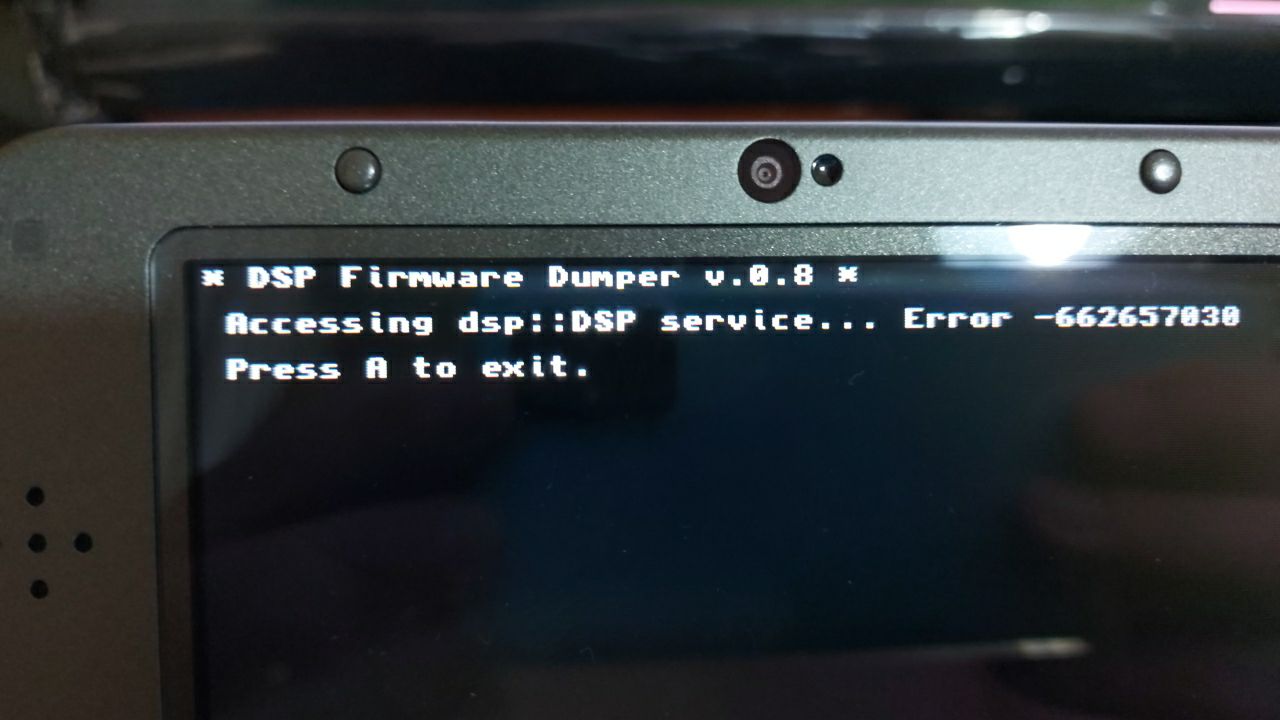 * DSP Firmware Dumper v.0.8 *
Accessing dsp::DSP service... Error -662657030
Press A to exit.